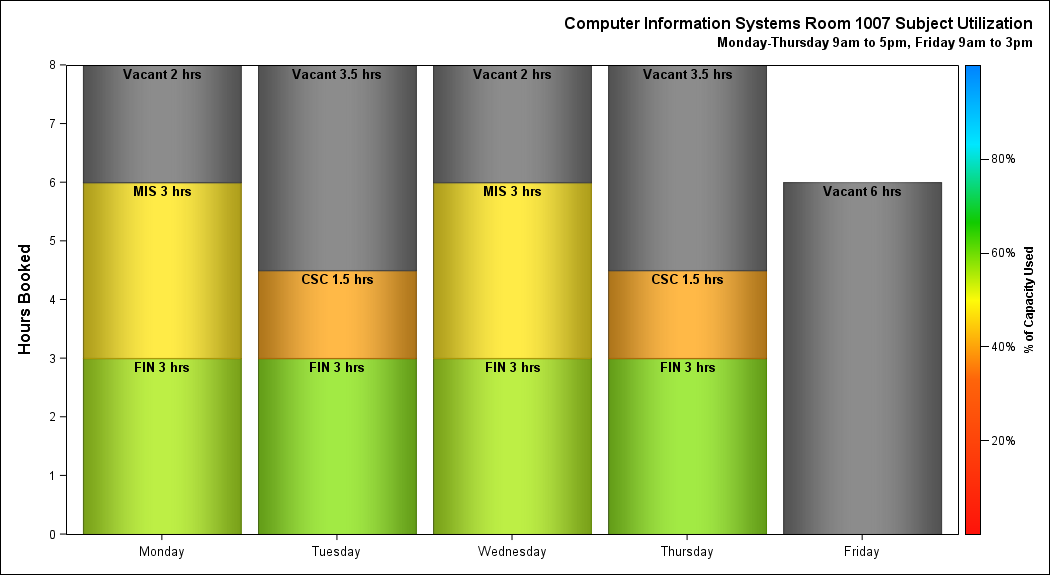 Computer Information Systems Room 1007 Subject Utilization
Monday-Thursday 9am to 5pm, Friday 9am to 3pm
Hours Booked
8
7
6
5
4
3
2
1
0
Vacant 2 hrs
MIS 3 hrs
FIN 3 hrs
Vacant 3.5 hrs
CSC 1.5 hrs
FIN 3 hrs
Vacant 2 hrs
MIS 3 hrs
FIN 3 hrs
Vacant 3.5 hrs
CSC 1.5 hrs
FIN 3 hrs
Vacant 6 hrs
Monday
Tuesday
Wednesday
Thursday
Friday
80%
60%
40%
20%
% of Capacity Used